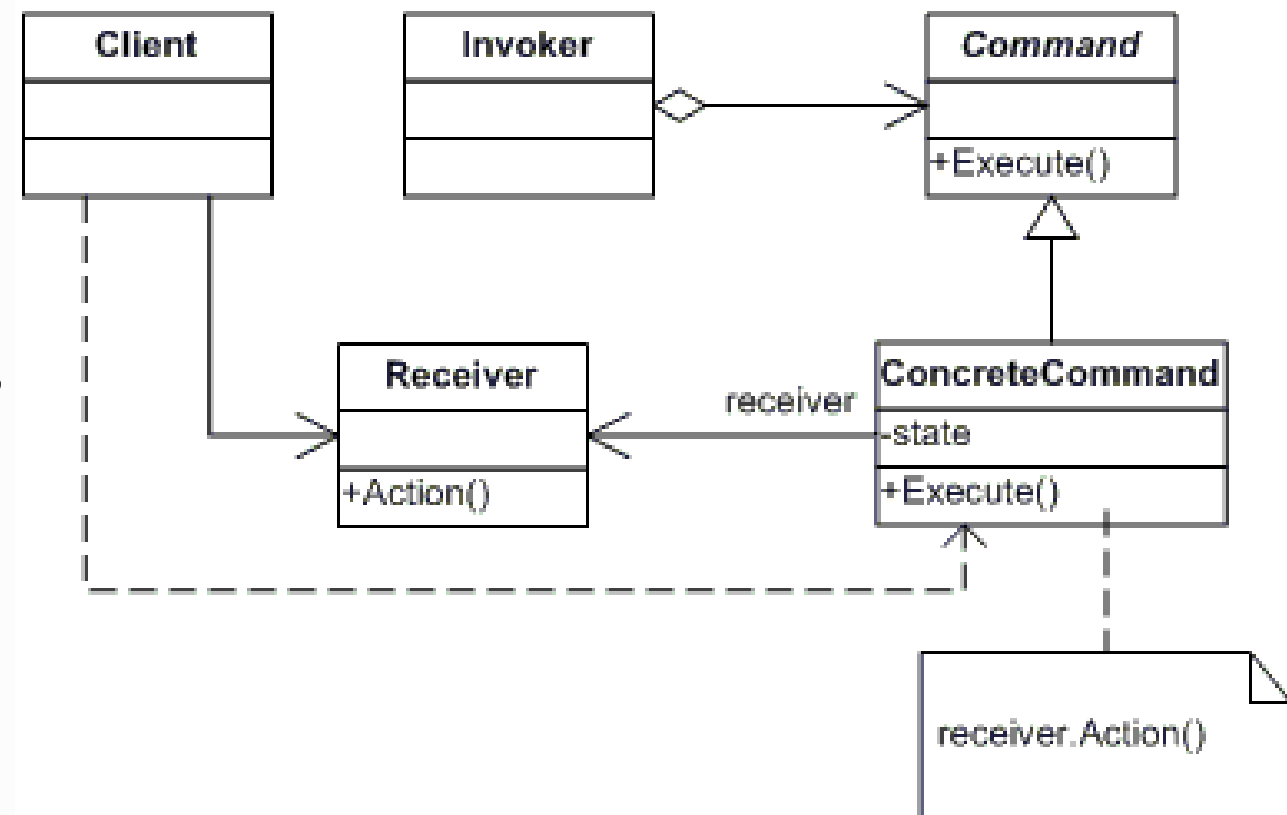 Client
Invoker
Command
+Execute()
Receiver
+Action()
receiver
ConcreteCommand
-state
+Execute()
receiver.Action()